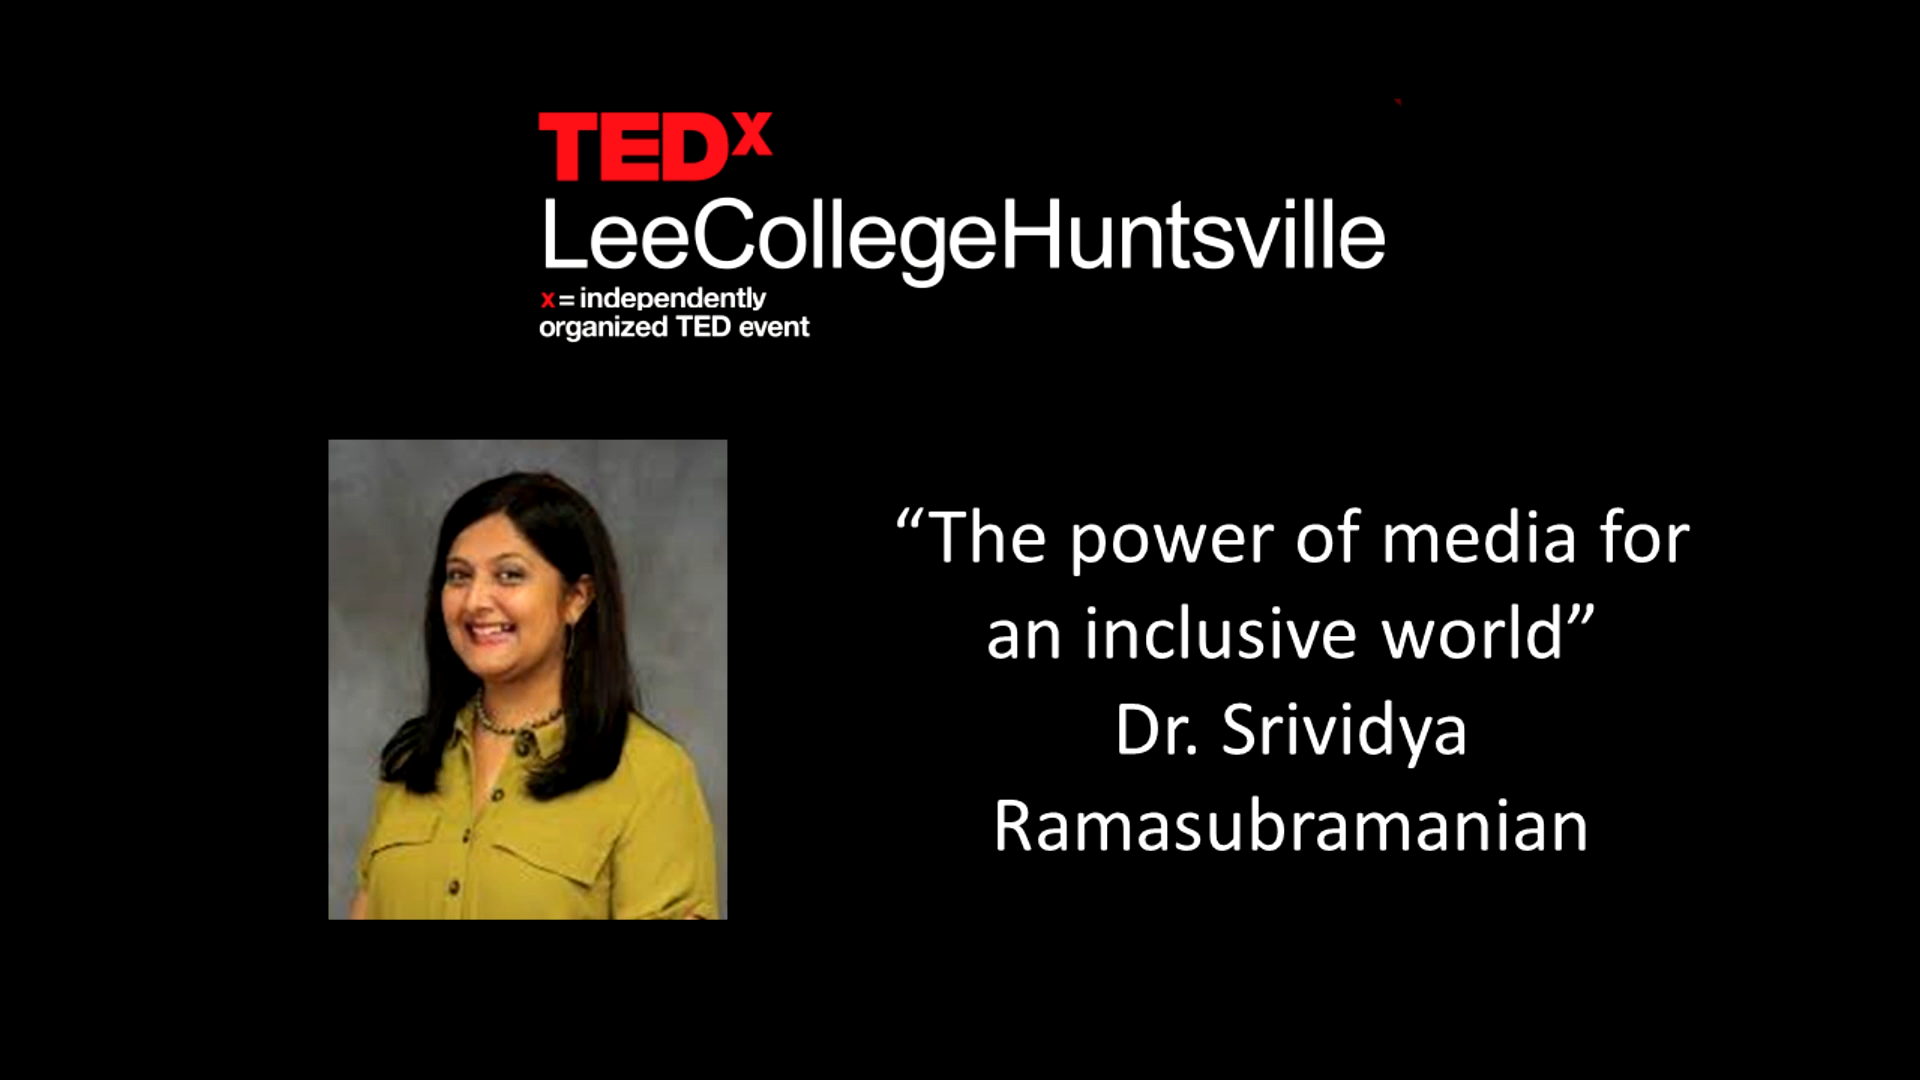 TEDx
LeeCollegeHuntsville
x = independently
organized TED event
“The power of media for
an inclusive world”
Dr. Srividya
Ramasubramanian